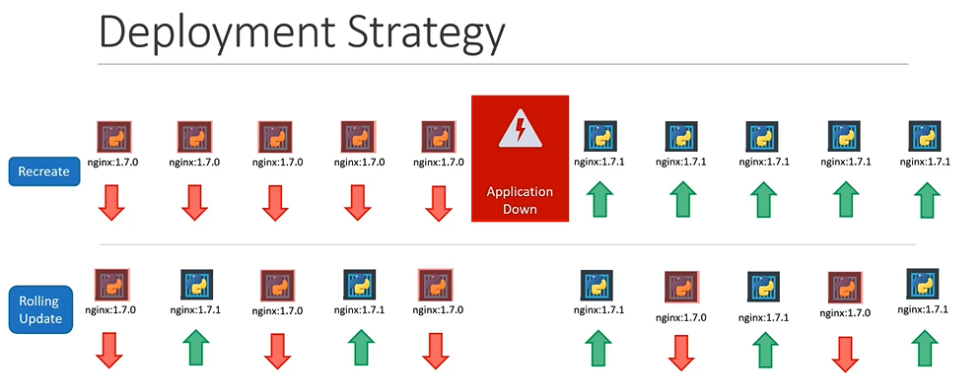 Deployment Strategy
nginx:1.7.0 nginx:1.7.0 nginx:1.7.0 nginx:1.7.0 nginx:1.7.0 nginx:1.7.1 nginx:1.7.1 nginx:1.7.1 nginx:1.7.1 nginx:1.7.1
Recreate
Application
Down
nginx:1.7.0 nginx:1.7.1 nginx:1.7.0 nginx:1.7.1 nginx:1.7.0 nginx:1.7.1 nginx:1.7.0 nginx:1.7.1 nginx:1.7.0 nginx:1.7.1
Rolling
Update